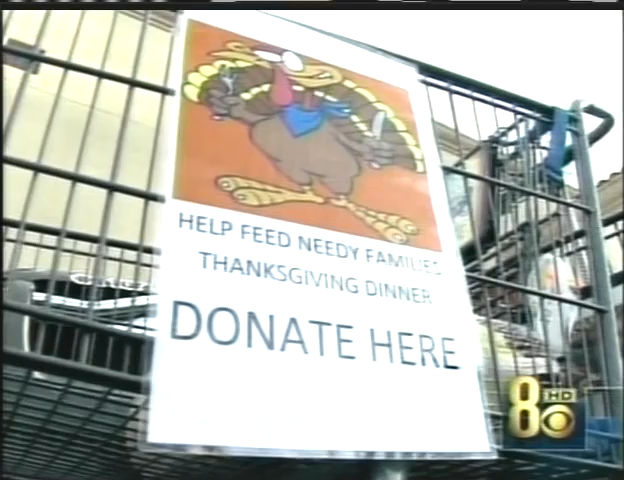 HELP FEED NEEDY FAMILIES
THANKSGIVING DINNER
DONATE HERE
8 HD